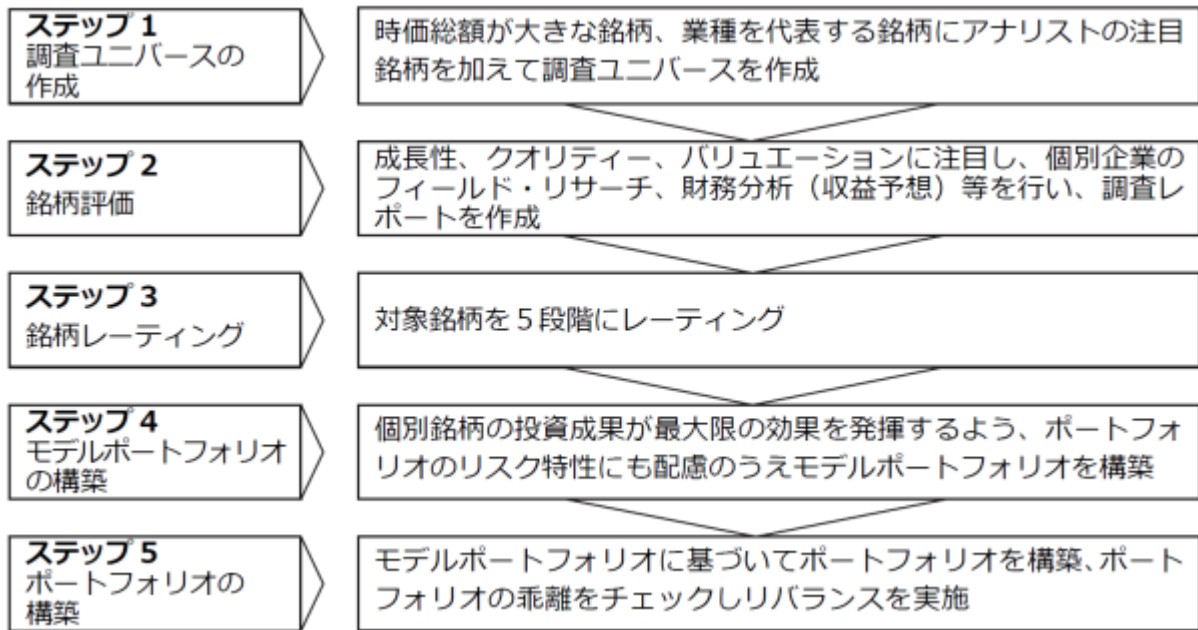 ステップ 1
調査ユニバースの
作成
時価総額が大きな銘柄、業種を代表する銘柄にアナリストの注目
銘柄を加えて調査ユニバースを作成
ステップ 2
銘柄評価
成長性、クオリティー、バリュエーションに注目し、個別企業の
フィールド・リサーチ、財務分析（収益予想）等を行い、調査レ
ポートを作成
ステップ 3
銘柄レーティング
対象銘柄を５段階にレーティング
ステップ 4
モデルポートフォリオ
の構築
個別銘柄の投資成果が最大限の効果を発揮するよう、ポートフォ
リオのリスク特性にも配慮のうえモデルポートフォリオを構築
ステップ 5
ポートフォリオの
構築
モデルポートフォリオに基づいてポートフォリオを構築、ポート
フォリオの乖離をチェックしリバランスを実施